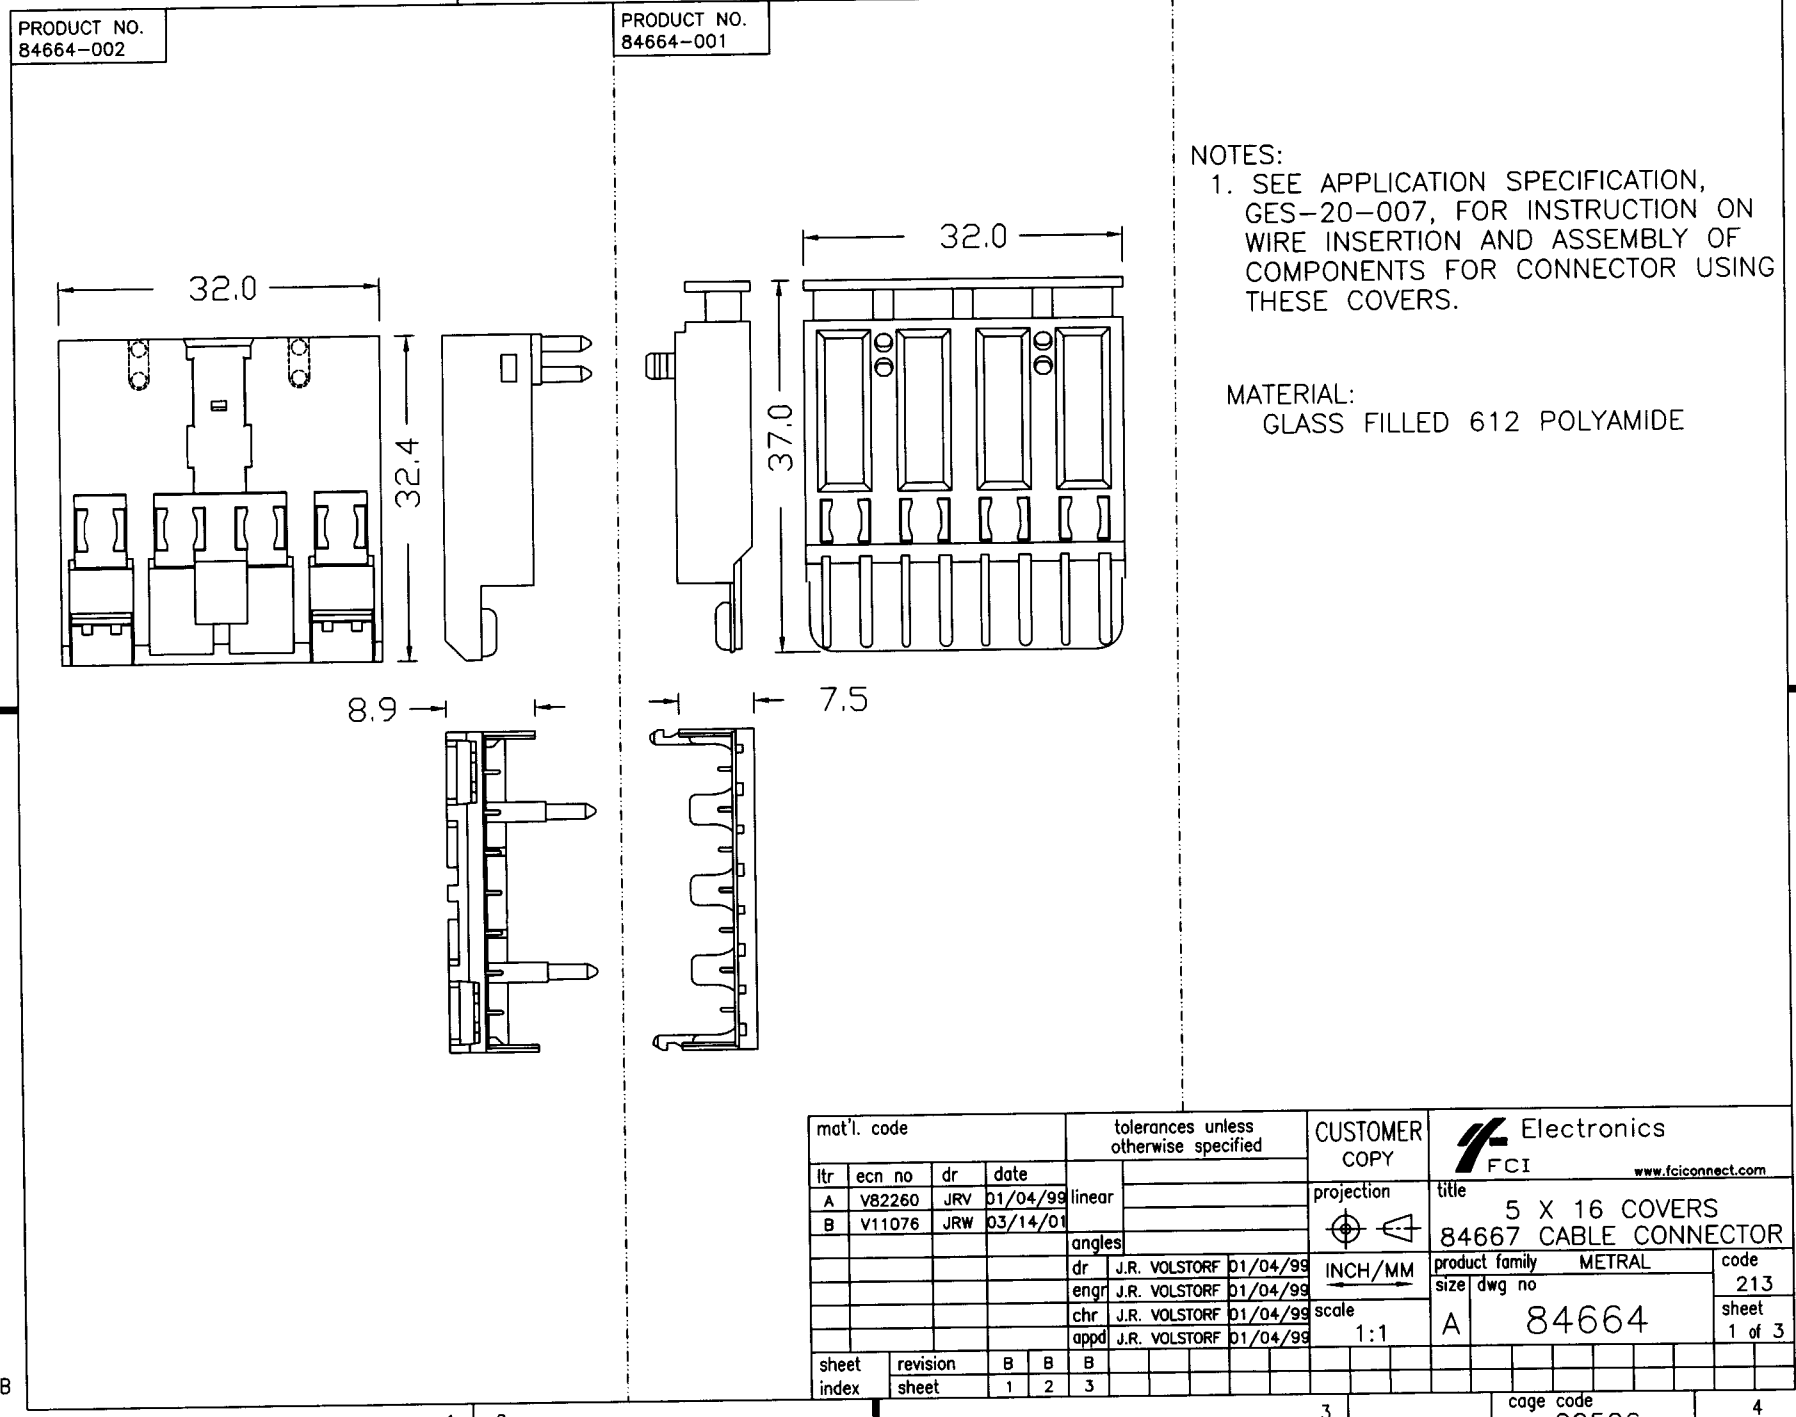 PRODUCT NO.
84664-002
PRODUCT NO.
84664-001
32.0
32.4
8.9
32.0
37.0
7.5
NOTES:
1. SEE APPLICATION SPECIFICATION,
GES-20-007, FOR INSTRUCTION ON
WIRE INSERTION AND ASSEMBLY OF
COMPONENTS FOR CONNECTOR USING
THESE COVERS.
MATERIAL:
GLASS FILLED 612 POLYAMIDE
mat'l. code
tolerances unless
otherwise specified
CUSTOMER
COPY
Electronics
FCI
www.fciconnect.com
ltr ecn no dr date
A V82260 JRV 01/04/99
B V11076 JRW 03/14/01
linear
angles
projection
title
5 X 16 COVERS
84667 CABLE CONNECTOR
dr J.R. VOLSTORF 01/04/99
engr J.R. VOLSTORF 01/04/99
chr J.R. VOLSTORF 01/04/99
appd J.R. VOLSTORF 01/04/99
INCH/MM
scale
1:1
product family METRAL
code
213
size
A
dwg no
84664
sheet
1 of 3
sheet
index
revision B B B
sheet 1 2 3
B
3
cage code
4